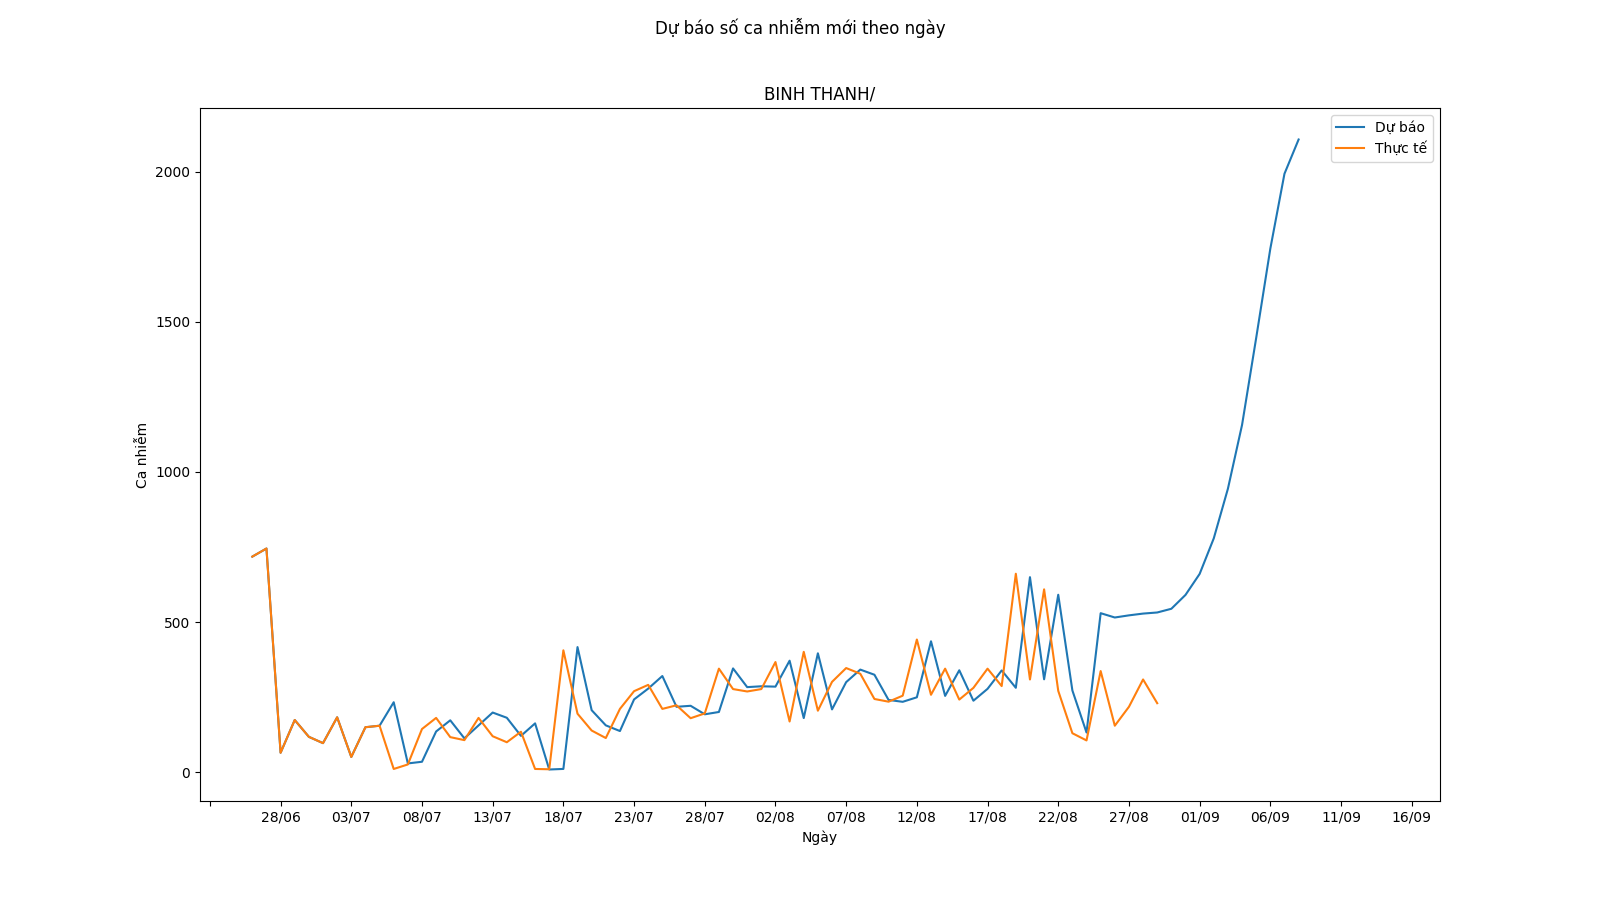 Dự báo số ca nhiễm mới theo ngày
BINH THANH/
Dự báo
Thực tế
2000
1500
1000
500
0
Ca nhiễm
28/06 03/07 08/07 13/07 18/07 23/07 28/07 02/08 07/08 12/08 17/08 22/08 27/08 01/09 06/09 11/09 16/09
Ngày